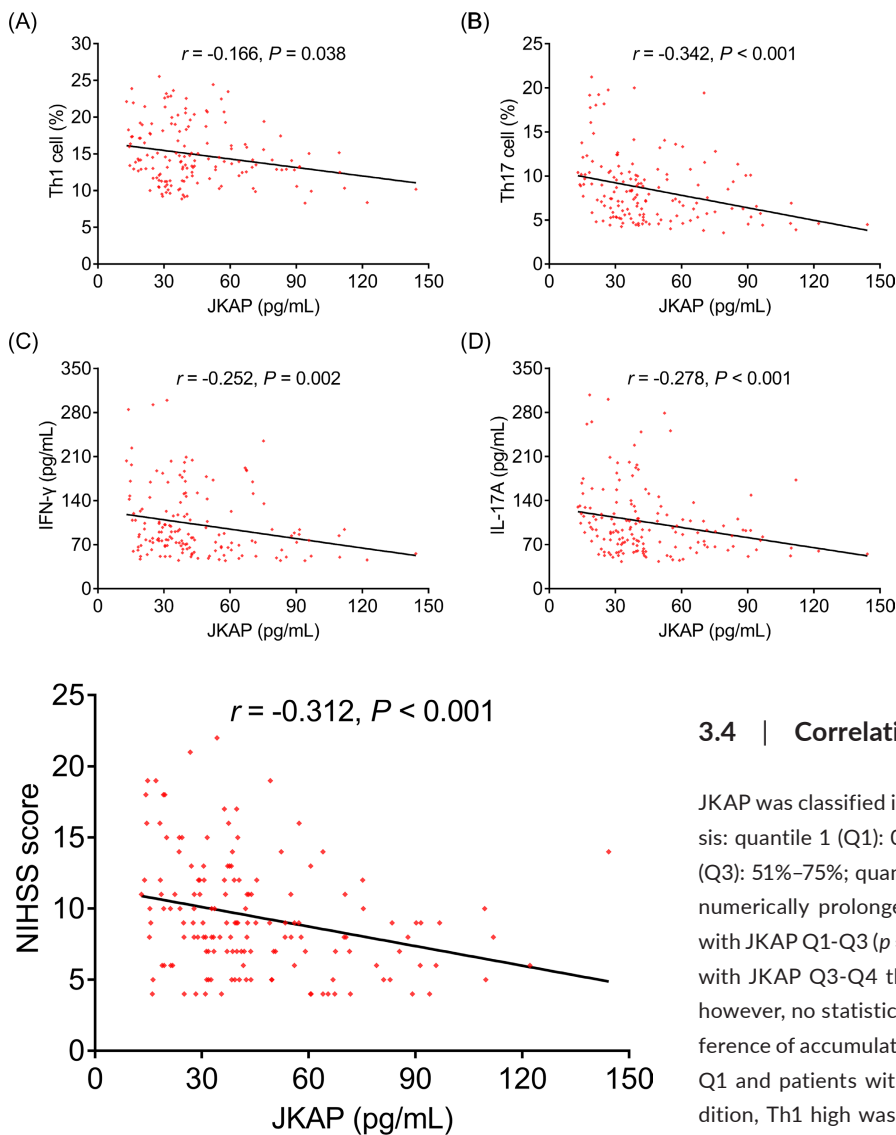 (A)
r = -0.166, P = 0.038
30
25
20
15
10
5
0
Th1 cell (%)
0 30 60 90 120 150
JKAP (pg/mL)
(B)
r = -0.342, P < 0.001
25
20
15
10
5
0
Th17 cell (%)
0 30 60 90 120 150
JKAP (pg/mL)
(C)
r = -0.252, P = 0.002
350
280
210
140
70
0
IFN-γ (pg/mL)
0 30 60 90 120 150
JKAP (pg/mL)
(D)
r = -0.278, P < 0.001
350
280
210
140
70
0
IL-17A (pg/mL)
0 30 60 90 120 150
JKAP (pg/mL)
r = -0.312, P < 0.001
25
20
15
10
5
0
NIHSS score
0 30 60 90 120 150
JKAP (pg/mL)
3.4 | Correlati
JKAP was classified i
sis: quantile 1 (Q1): 0
(Q3): 51%–75%; quar
numerically prolonge
with JKAP Q1-Q3 (p
with JKAP Q3-Q4 th
however, no statistic
ference of accumulat
Q1 and patients wit
dition, Th1 high was